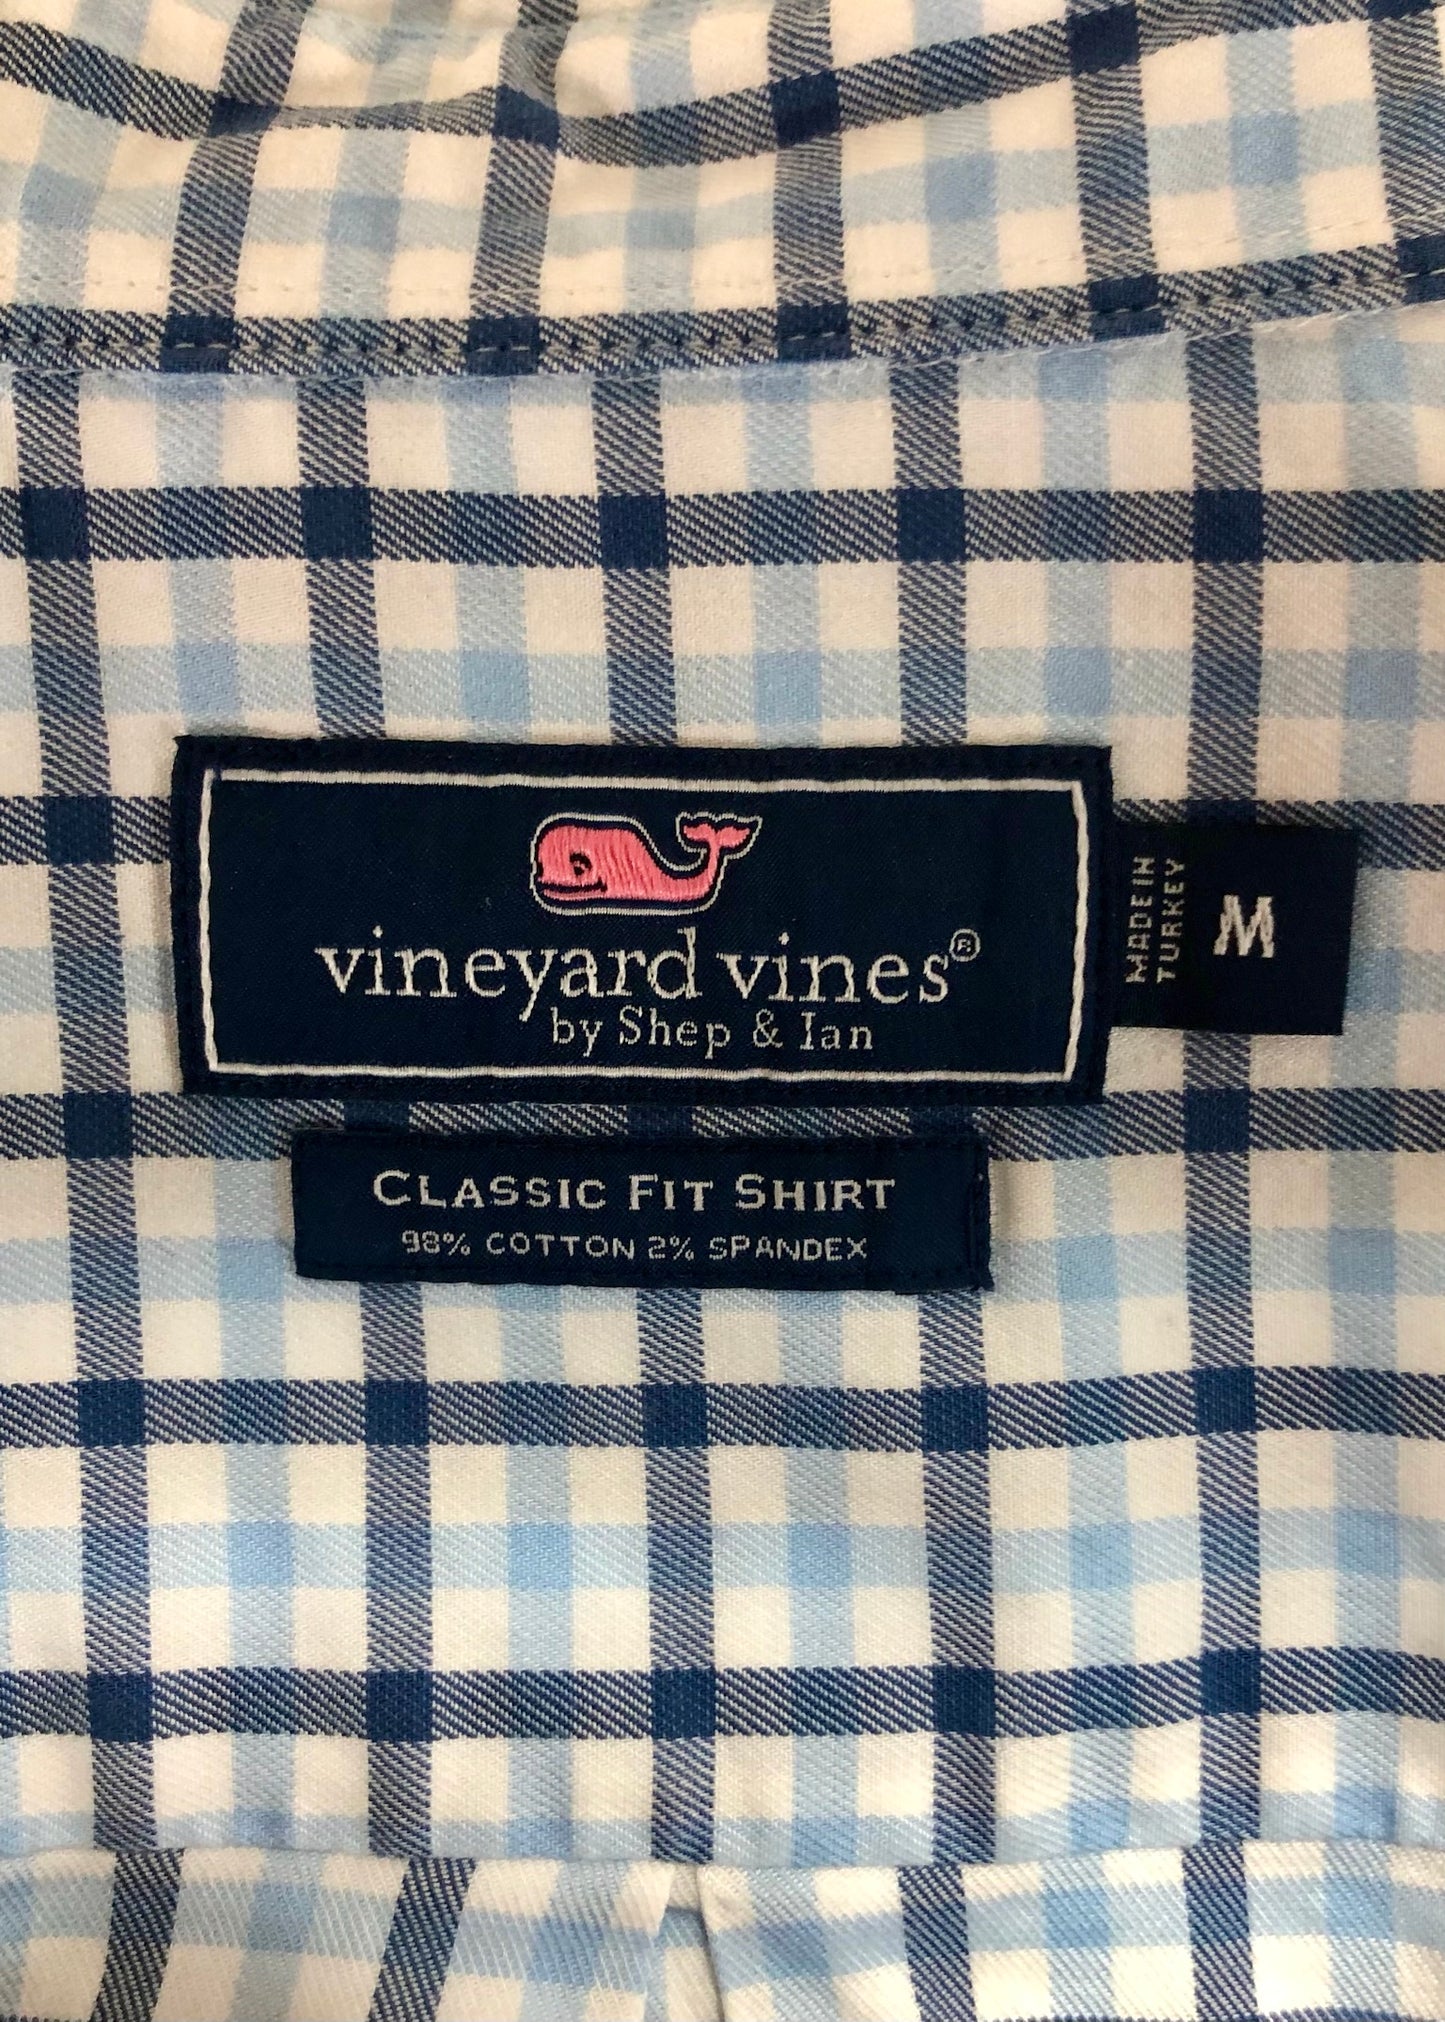 vineyard vines®
by Shep & Ian
MADE IN
TURKEY
M
CLASSIC FIT SHIRT
98% COTTON 2% SPANDEX